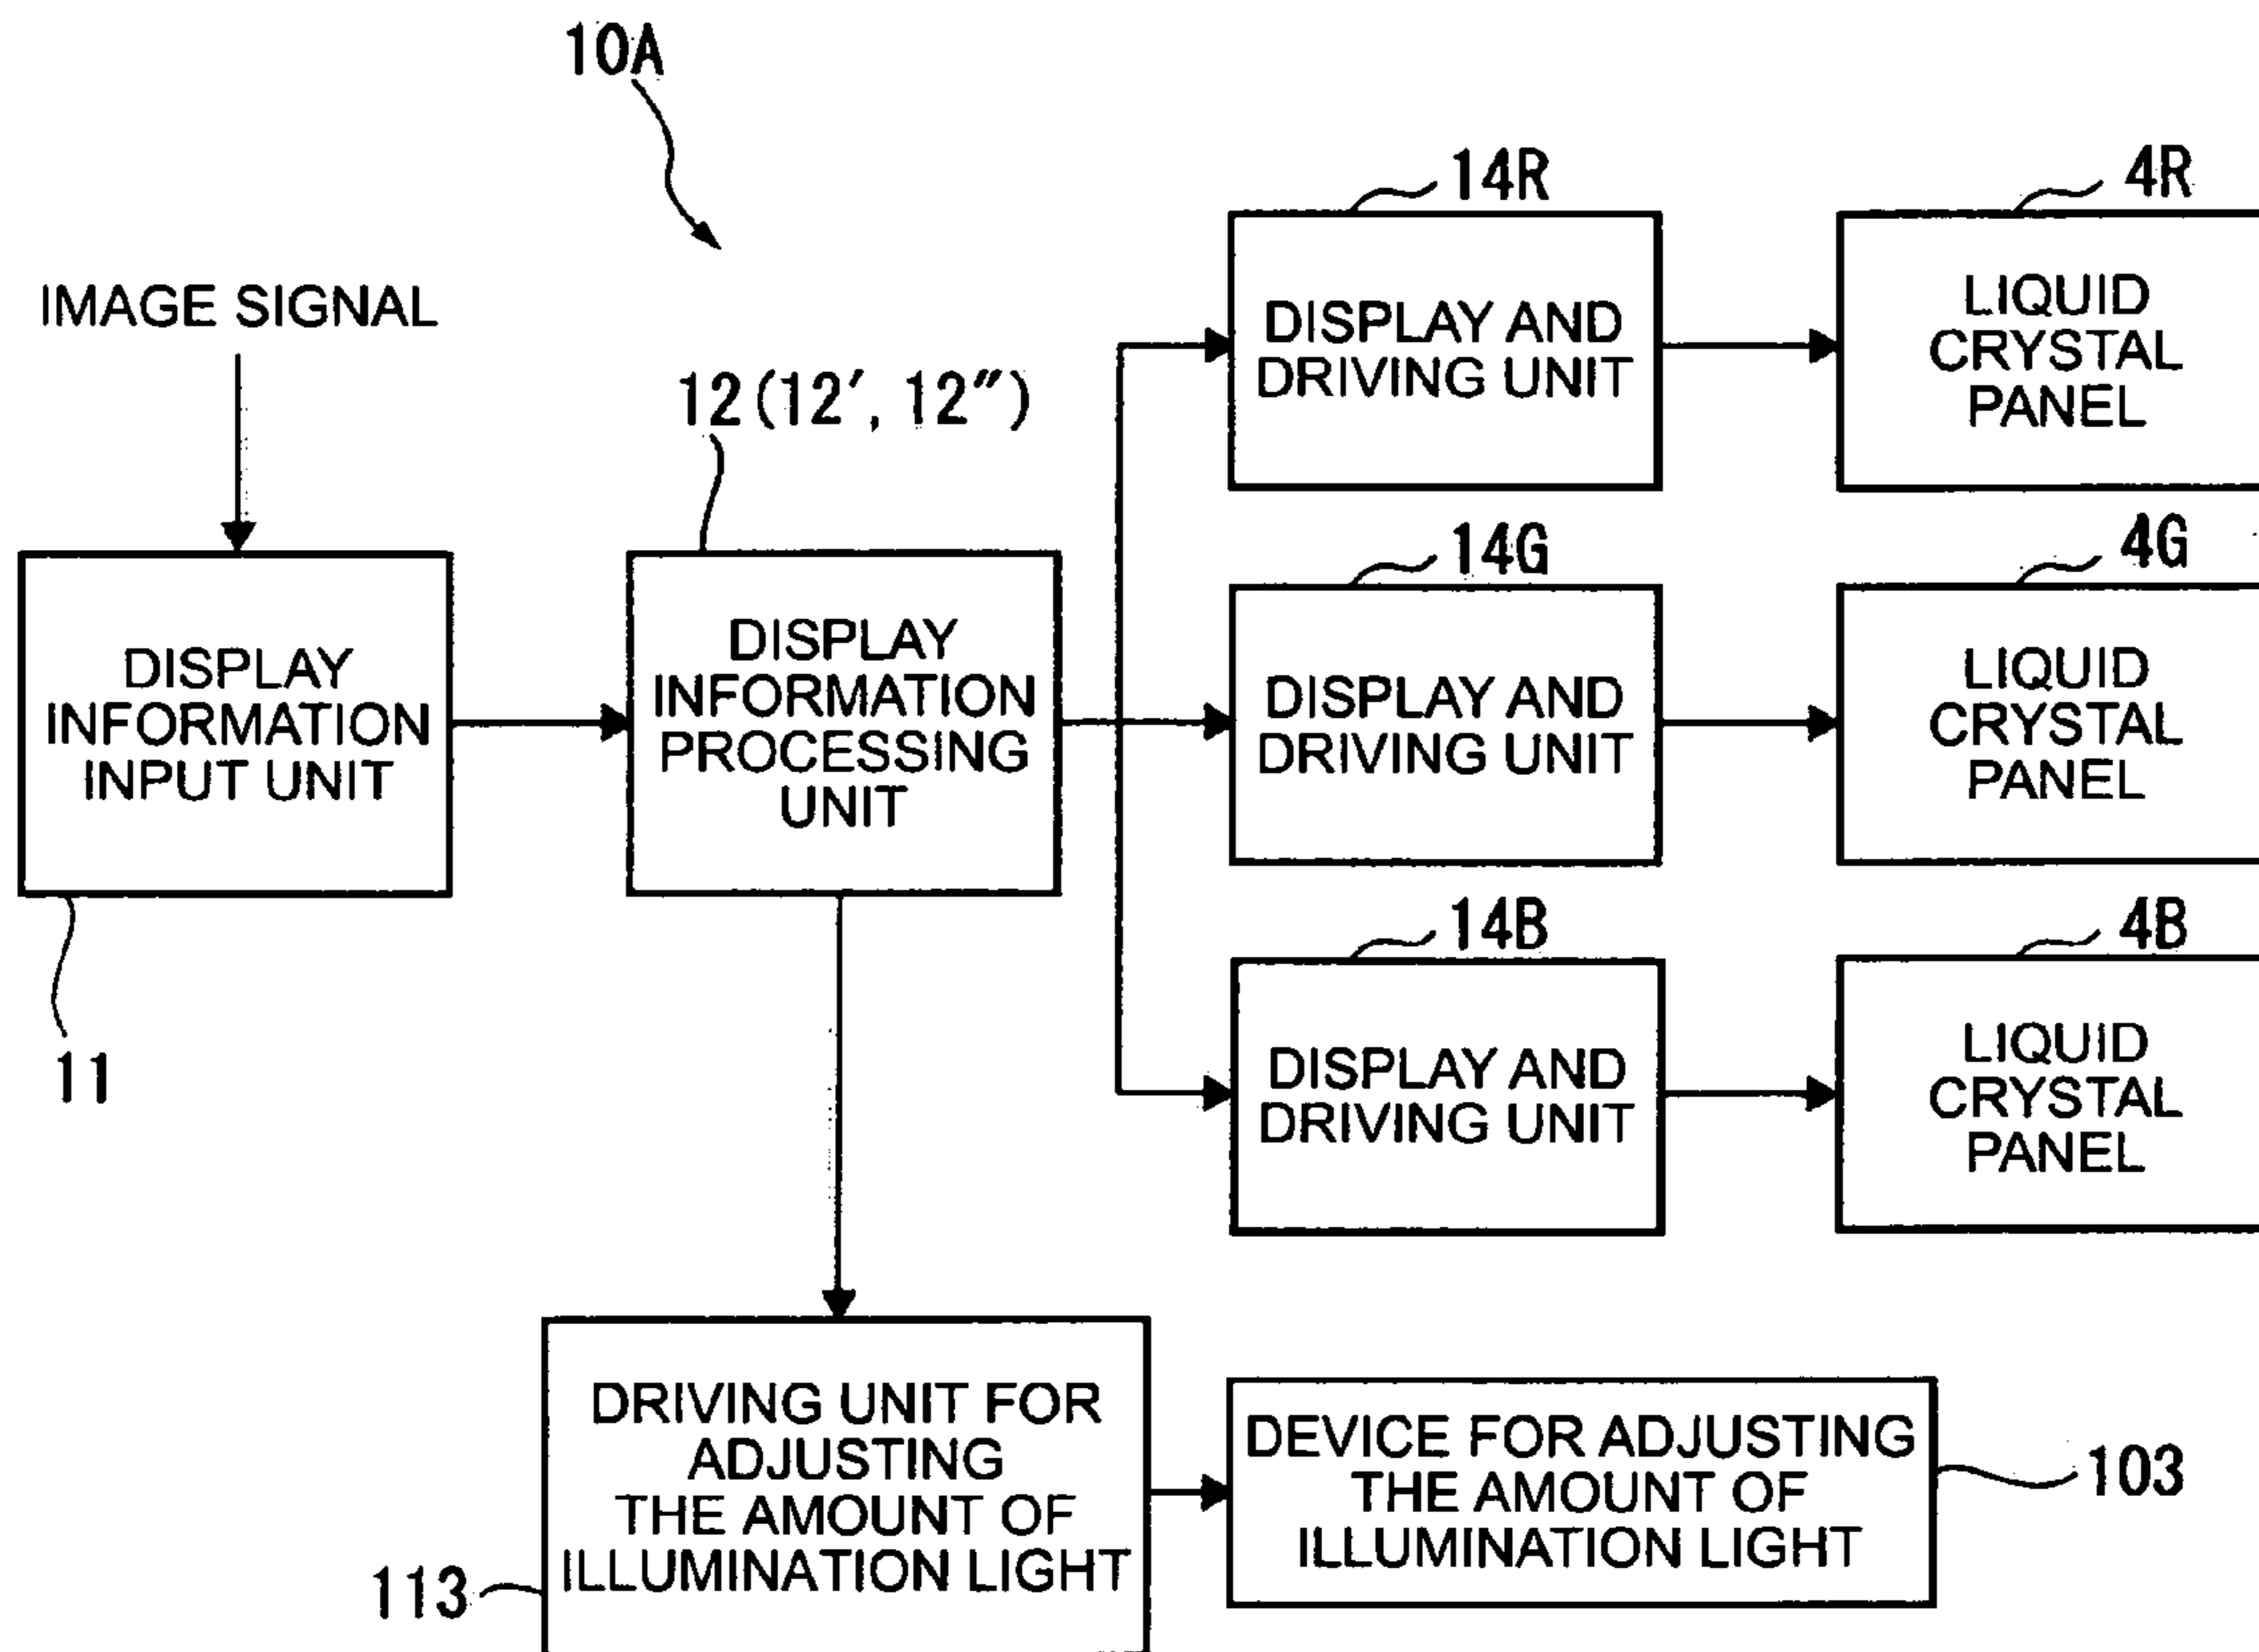 10A
14R
4R
IMAGE SIGNAL
DISPLAY AND
DRIVING UNIT
LIQUID
CRYSTAL
PANEL
12(12′, 12″)
14G
4G
DISPLAY
INFORMATION
INPUT UNIT
DISPLAY
INFORMATION
PROCESSING
UNIT
DISPLAY AND
DRIVING UNIT
LIQUID
CRYSTAL
PANEL
14B
4B
11
DISPLAY AND
DRIVING UNIT
LIQUID
CRYSTAL
PANEL
DRIVING UNIT FOR
ADJUSTING
THE AMOUNT OF
ILLUMINATION LIGHT
113
DEVICE FOR ADJUSTING
THE AMOUNT OF
ILLUMINATION LIGHT
103